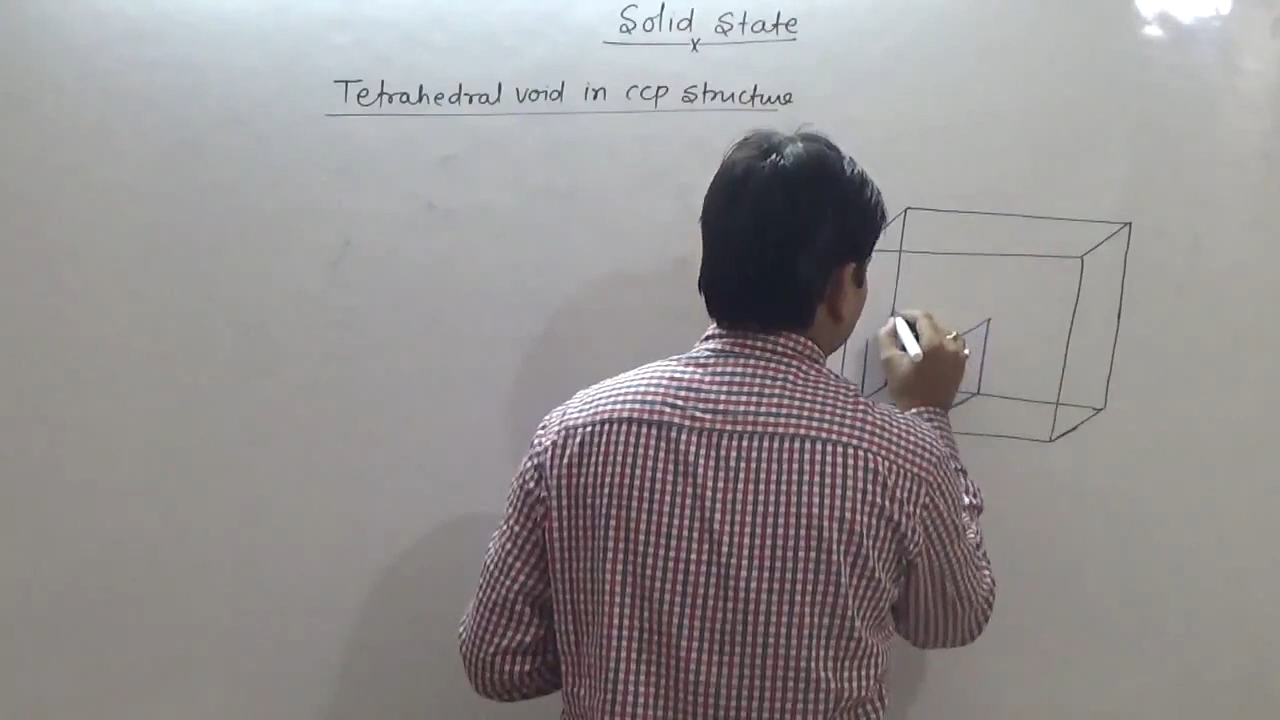 Solid State
x
Tetrahedral void in ccp structure